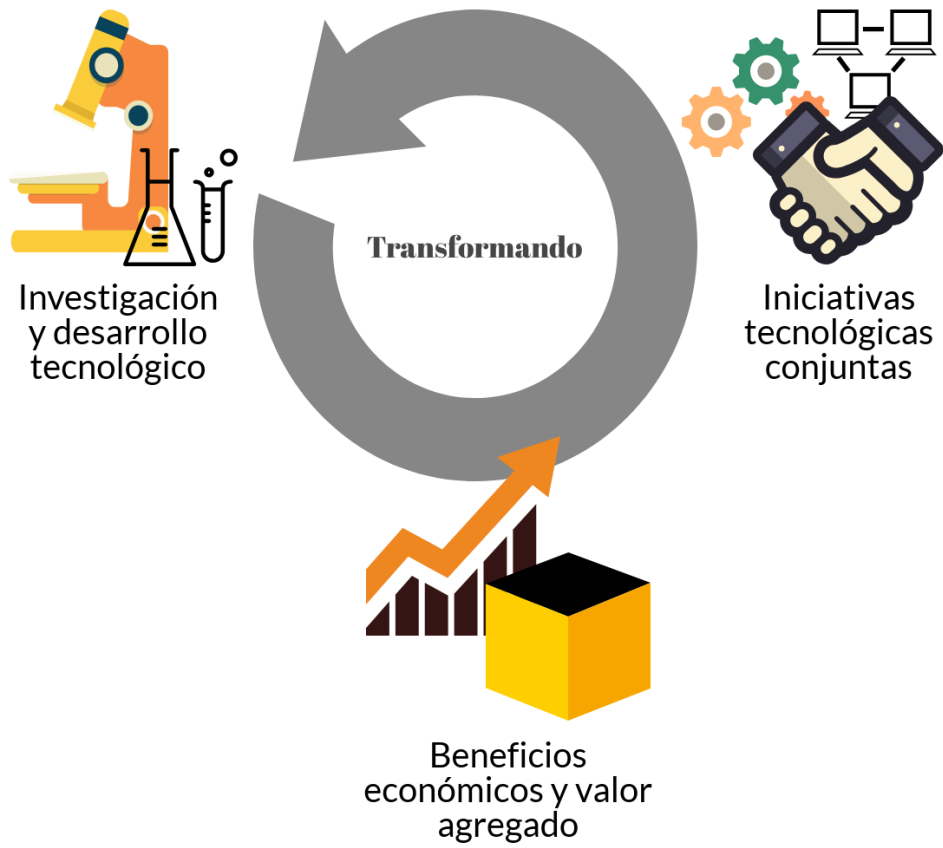 Transformando
Investigación
y desarrollo
tecnológico
Iniciativas
tecnológicas
conjuntas
Beneficios
económicos y valor
agregado